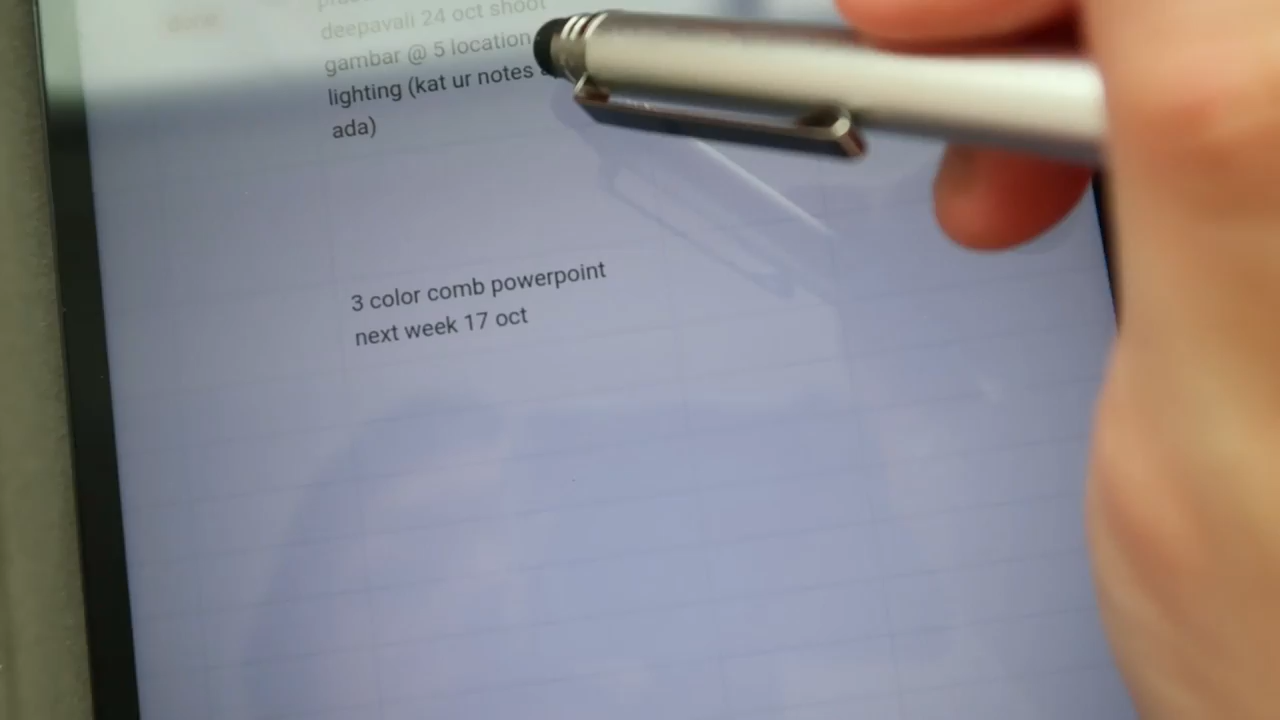 deepavali 24 oct shoot
gambar @ 5 location
lighting (kat ur notes
ada)
3 color comb powerpoint
next week 17 oct